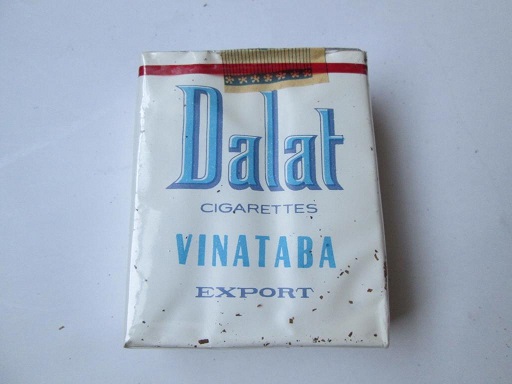 Dalat
CIGARETTES
VINATABA
EXPORT